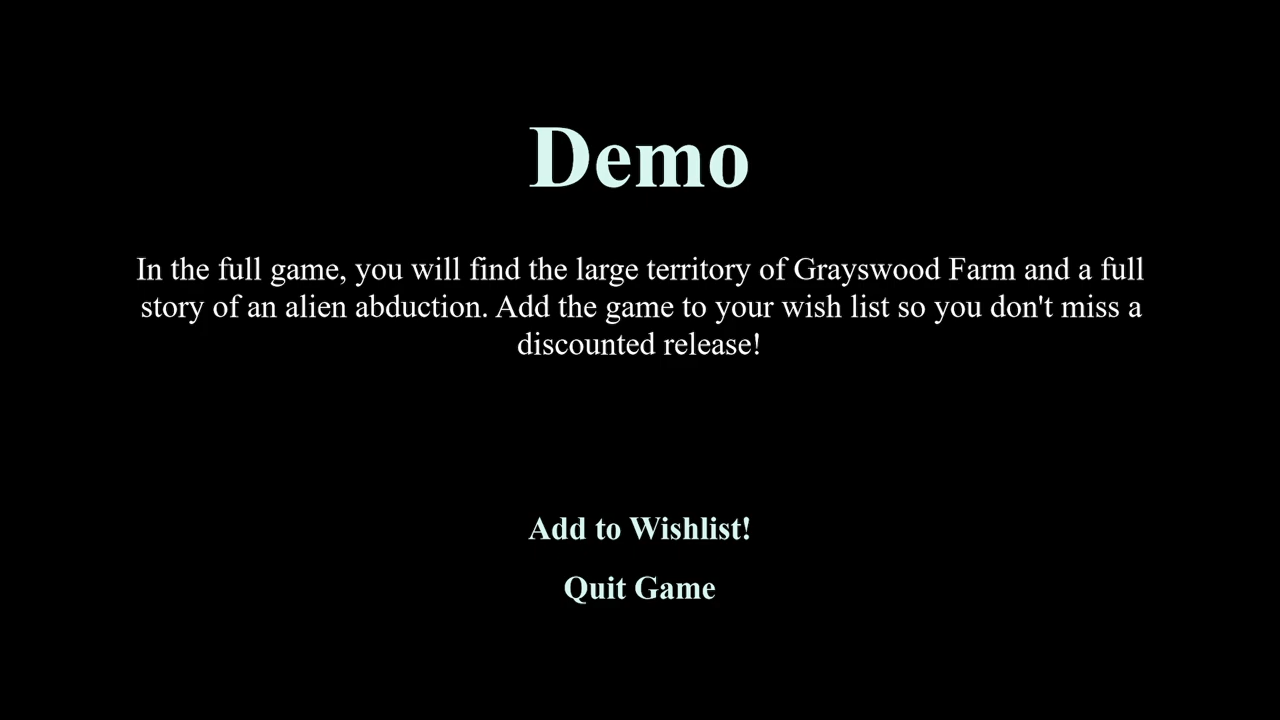 Demo
In the full game, you will find the large territory of Grayswood Farm and a full
story of an alien abduction. Add the game to your wish list so you don't miss a
discounted release!
Add to Wishlist!
Quit Game